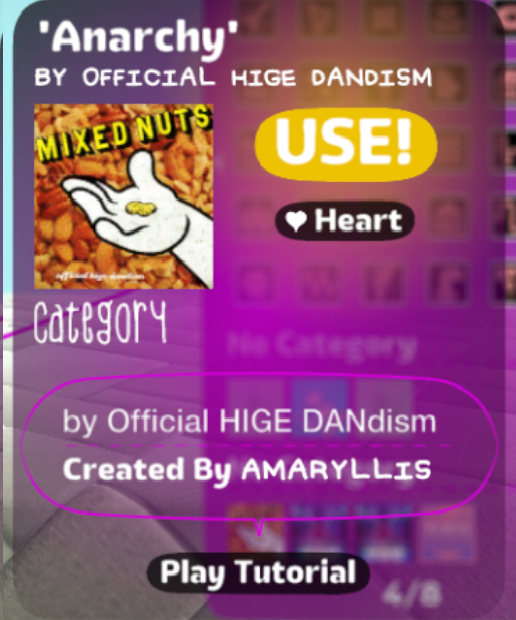 'Anarchy'
BY OFFICIAL HIGE DANDISM
MIXED NUTS
USE!
Heart
official hige dandism
category
No Category
by Official HIGE DANdism
Created By AMARYLLIS
Play Tutorial
4/8